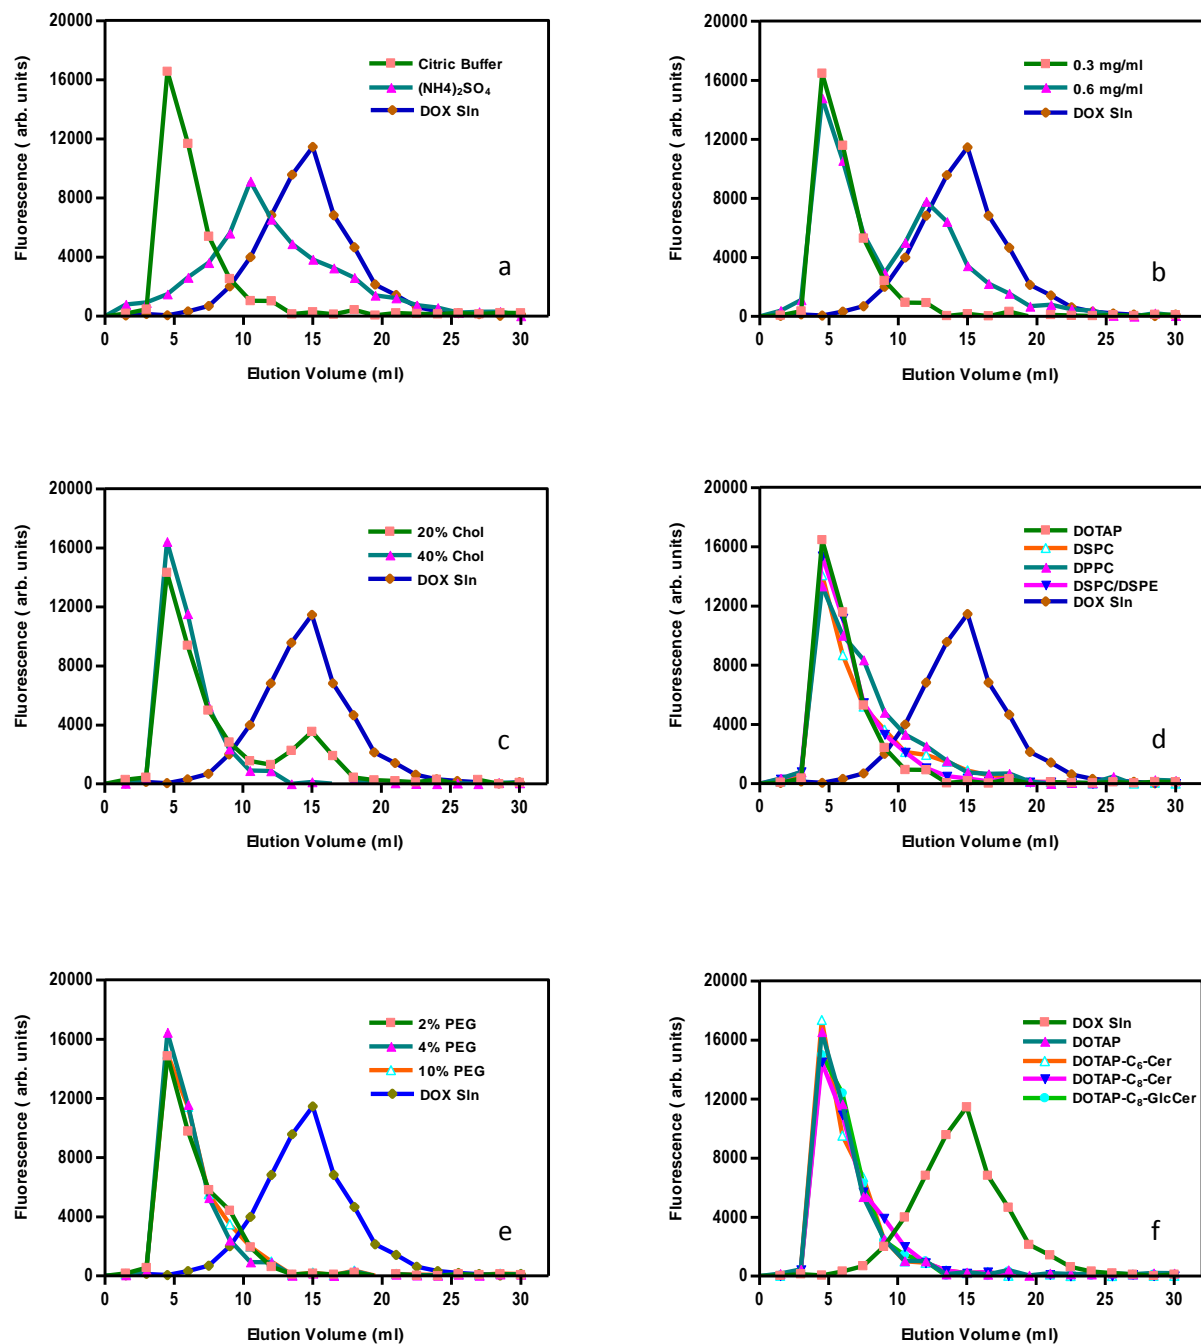 20000
16000
12000
8000
4000
0
0 5 10 15 20 25 30
Fluorescence ( arb. units)
Elution Volume (ml)
Citric Buffer
(NH4)₂SO₄
DOX Sln
a
20000
16000
12000
8000
4000
0
0 5 10 15 20 25 30
Fluorescence ( arb. units)
Elution Volume (ml)
0.3 mg/ml
0.6 mg/ml
DOX Sln
b
20000
16000
12000
8000
4000
0
0 5 10 15 20 25 30
Fluorescence ( arb. units)
Elution Volume (ml)
20% Chol
40% Chol
DOX Sln
c
20000
16000
12000
8000
4000
0
0 5 10 15 20 25 30
Fluorescence ( arb. units)
Elution Volume (ml)
DOTAP
DSPC
DPPC
DSPC/DSPE
DOX Sln
d
20000
16000
12000
8000
4000
0
0 5 10 15 20 25 30
Fluorescence ( arb. units)
Elution Volume (ml)
2% PEG
4% PEG
10% PEG
DOX Sln
e
20000
16000
12000
8000
4000
0
0 5 10 15 20 25 30
Fluorescence ( arb. units)
Elution Volume (ml)
DOX Sln
DOTAP
DOTAP-C₆-Cer
DOTAP-C₈-Cer
DOTAP-C₈-GlcCer
f